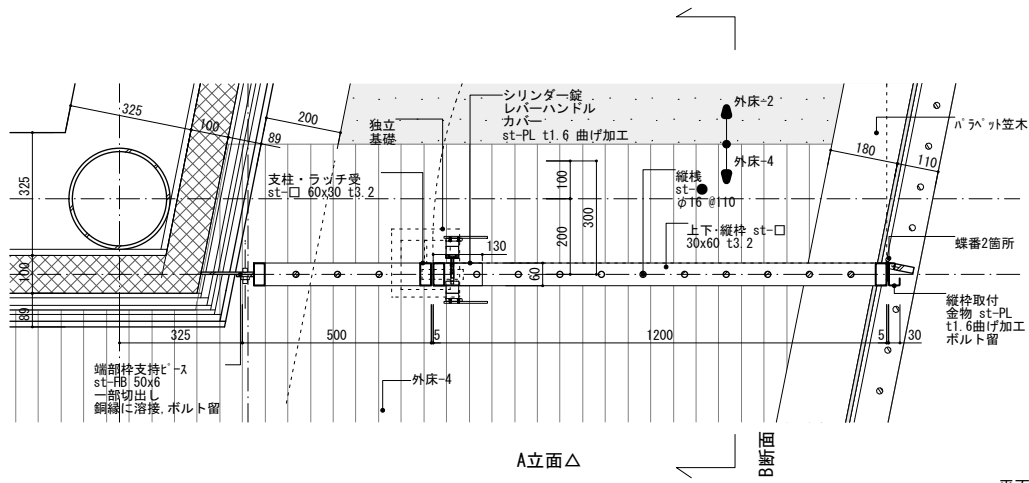 325
100
89
200
独立
基礎
シリンダー錠
レバーハンドル
カバー
st-PL t1.6 曲げ加工
外床-2
外床-4
パラペット笠木
180
110
325
支柱・ラッチ受
st-□ 60x30 t3.2
100
300
200
縦桟
st-●
φ16 @110
上下・縦枠 st-□
30x60 t3.2
130
60
蝶番2箇所
100
89
縦枠取付
金物 st-PL
t1.6曲げ加工
ボルト留
325
500
5
1200
5
30
端部枠支持ピース
st-FB 50x6
一部切出し
銅縁に溶接、ボルト留
外床-4
A立面△
B断面